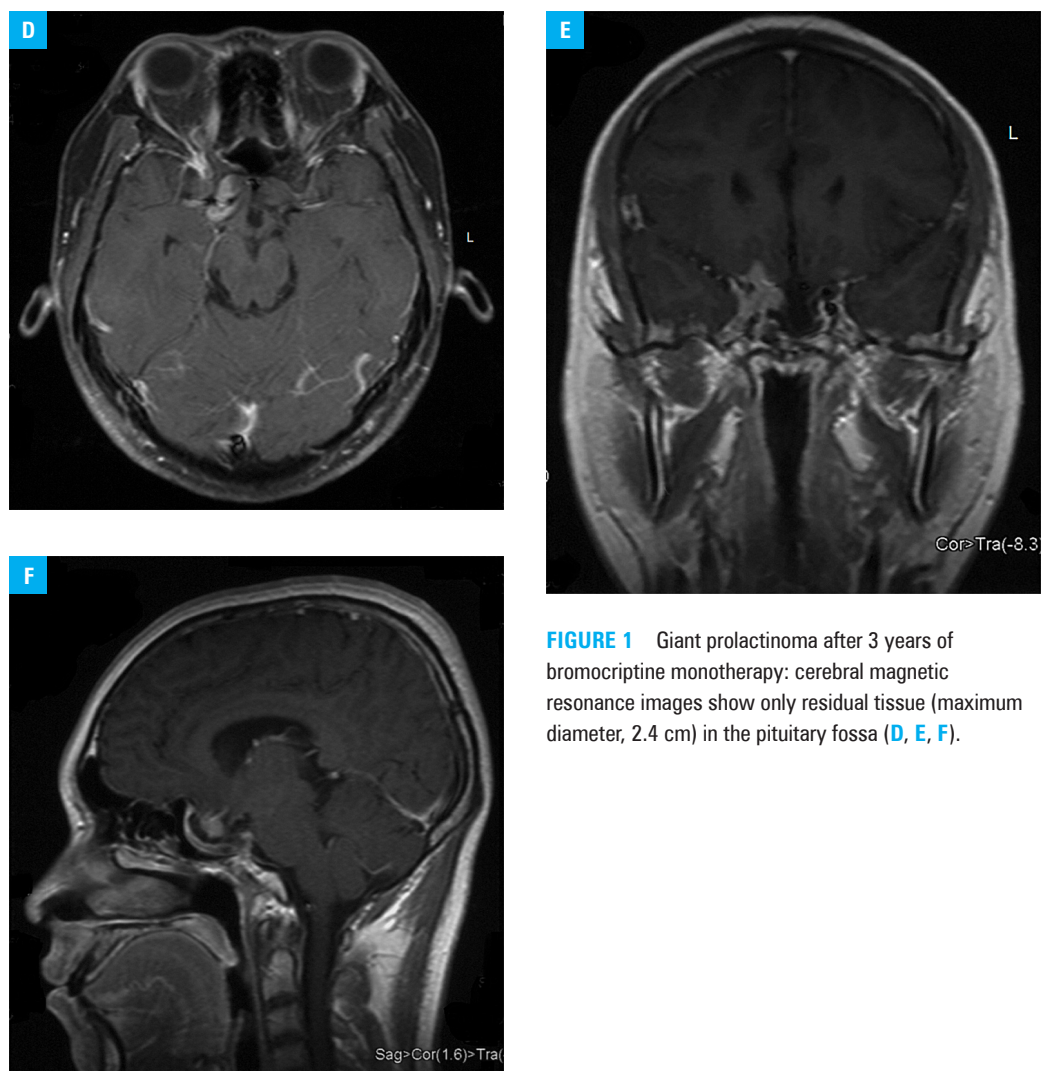 D
L
E
L
Cor>Tra(-8.3)
F
Sag>Cor(1.6)>Tra(
FIGURE 1 Giant prolactinoma after 3 years of
bromocriptine monotherapy: cerebral magnetic
resonance images show only residual tissue (maximum
diameter, 2.4 cm) in the pituitary fossa (D, E, F).